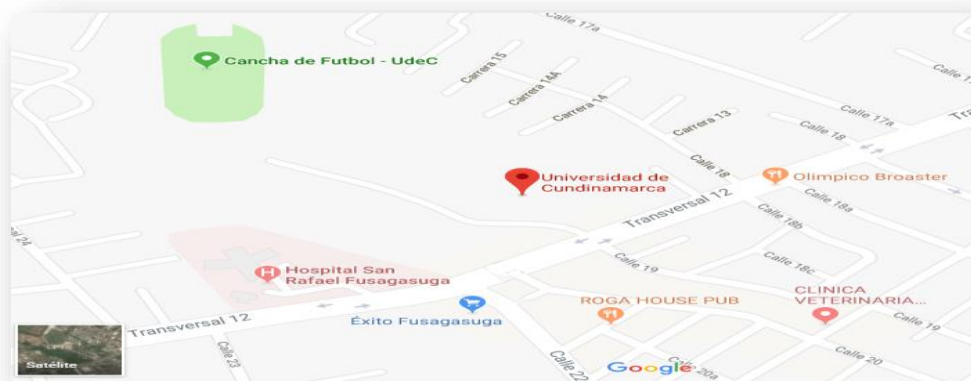 Calle 17a
Cancha de Futbol - UdeC
Carrera 15
Carrera 14A
Carrera 14
Carrera 13
Calle 17a
Calle 18
Calle 18
Universidad de
Cundinamarca
Olimpico Broaster
Transversal 12
Calle 18a
Calle 18b
Calle 18c
Calle 19
Hospital San
Rafael Fusagasuga
CLINICA
VETERINARIA...
ROGA HOUSE PUB
Éxito Fusagasuga
Transversal 12
Calle 19
Calle 20
Calle 20a
Calle 22
Calle 23
Satélite
Google